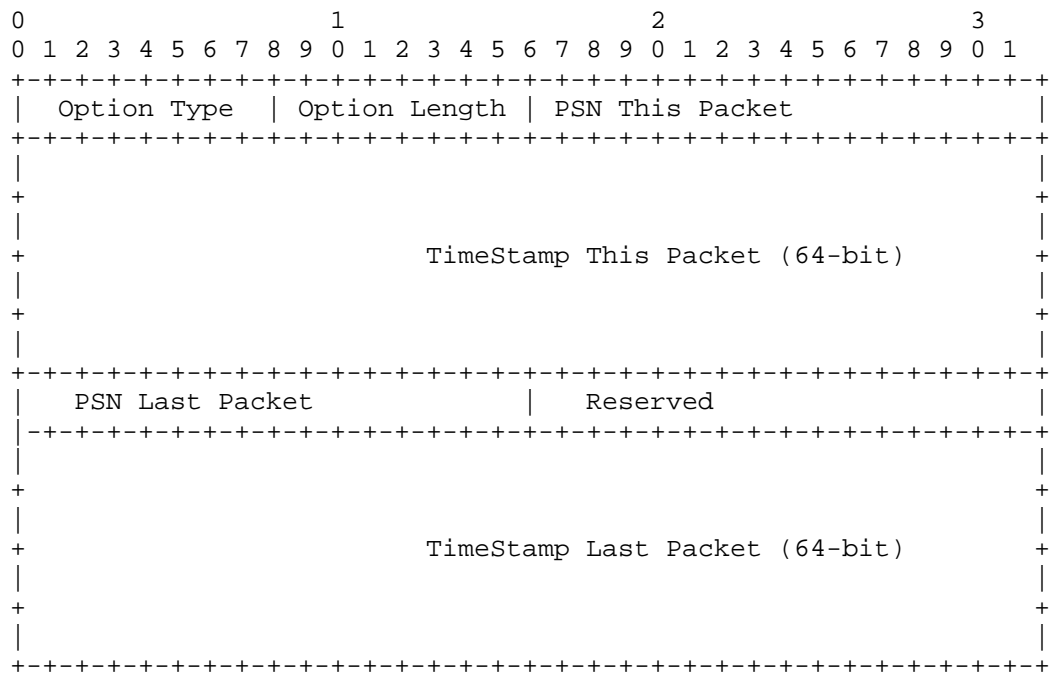 0                   1                   2                   3
0 1 2 3 4 5 6 7 8 9 0 1 2 3 4 5 6 7 8 9 0 1 2 3 4 5 6 7 8 9 0 1
+-+-+-+-+-+-+-+-+-+-+-+-+-+-+-+-+-+-+-+-+-+-+-+-+-+-+-+-+-+-+-+-+
|  Option Type  | Option Length | PSN This Packet               |
+-+-+-+-+-+-+-+-+-+-+-+-+-+-+-+-+-+-+-+-+-+-+-+-+-+-+-+-+-+-+-+-+
|                                                               |
+                                                               +
|                                                               |
+                         TimeStamp This Packet (64-bit)        +
|                                                               |
+                                                               +
|                                                               |
+-+-+-+-+-+-+-+-+-+-+-+-+-+-+-+-+-+-+-+-+-+-+-+-+-+-+-+-+-+-+-+-+
|   PSN Last Packet             |   Reserved                    |
|-+-+-+-+-+-+-+-+-+-+-+-+-+-+-+-+-+-+-+-+-+-+-+-+-+-+-+-+-+-+-+-+
|                                                               |
+                                                               +
|                                                               |
+                         TimeStamp Last Packet (64-bit)        +
|                                                               |
+                                                               +
|                                                               |
+-+-+-+-+-+-+-+-+-+-+-+-+-+-+-+-+-+-+-+-+-+-+-+-+-+-+-+-+-+-+-+-+